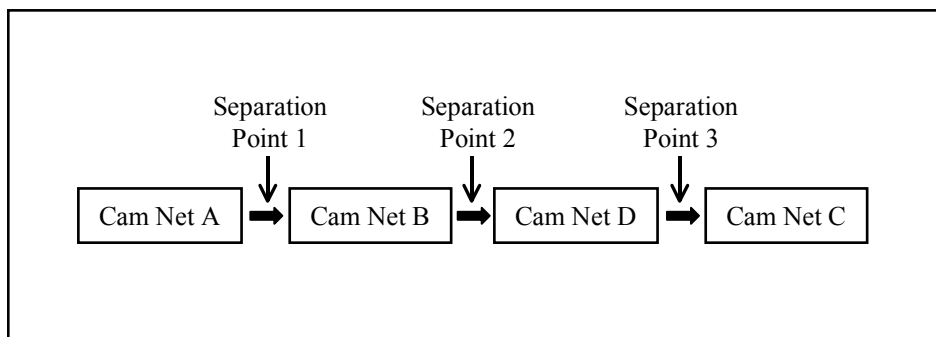 Separation
Point 1
Separation
Point 2
Separation
Point 3
Cam Net A
Cam Net B
Cam Net D
Cam Net C